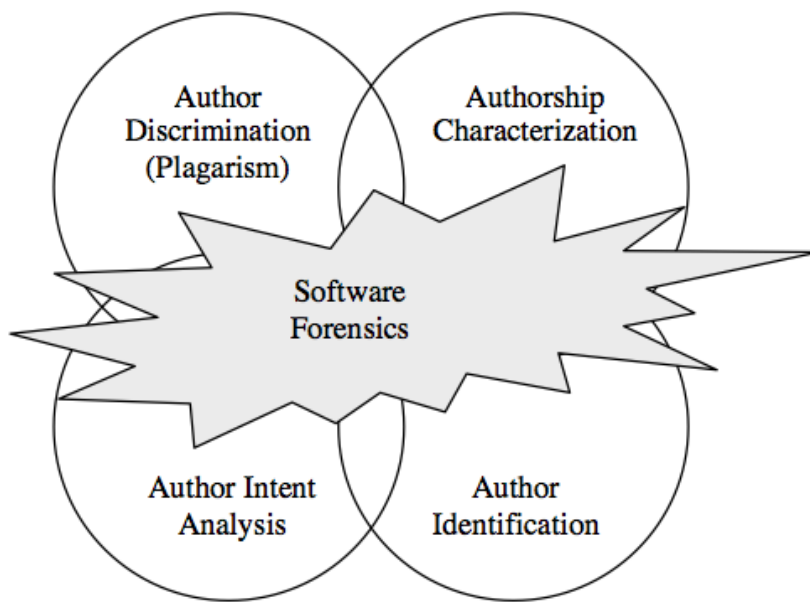 Author
Discrimination
(Plagarism)
Authorship
Characterization
Software
Forensics
Author Intent
Analysis
Author
Identification